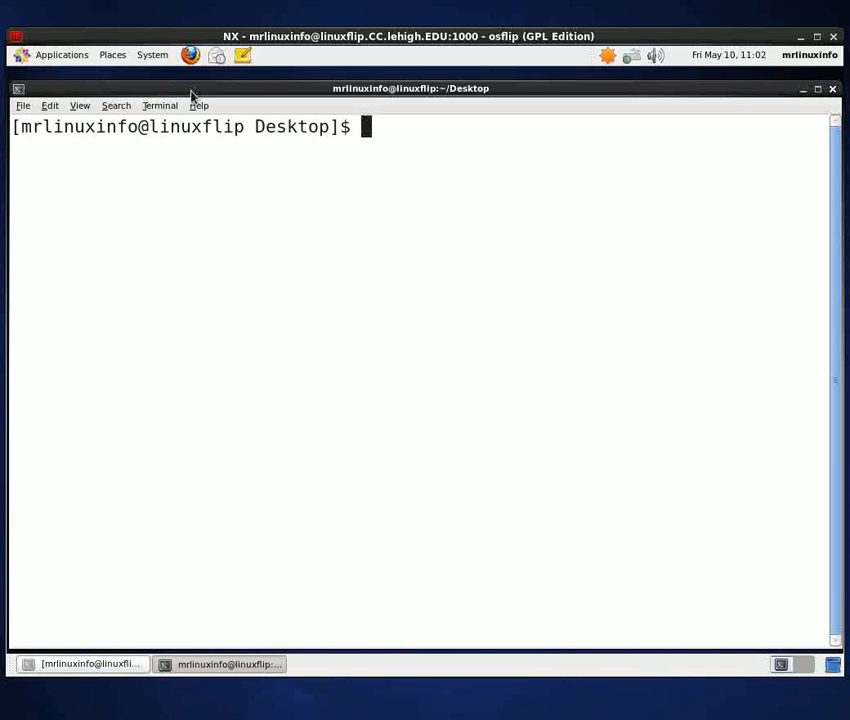 NX - mrlinuxinfo@linuxflip.CC.lehigh.EDU:1000 - osflip (GPL Edition)
Applications Places System Fri May 10, 11:02 mrlinuxinfo
mrlinuxinfo@linuxflip:~/Desktop
File Edit View Search Terminal Help
[mrlinuxinfo@linuxflip Desktop]$
[mrlinuxinfo@linuxfli... mrlinuxinfo@linuxflip:...